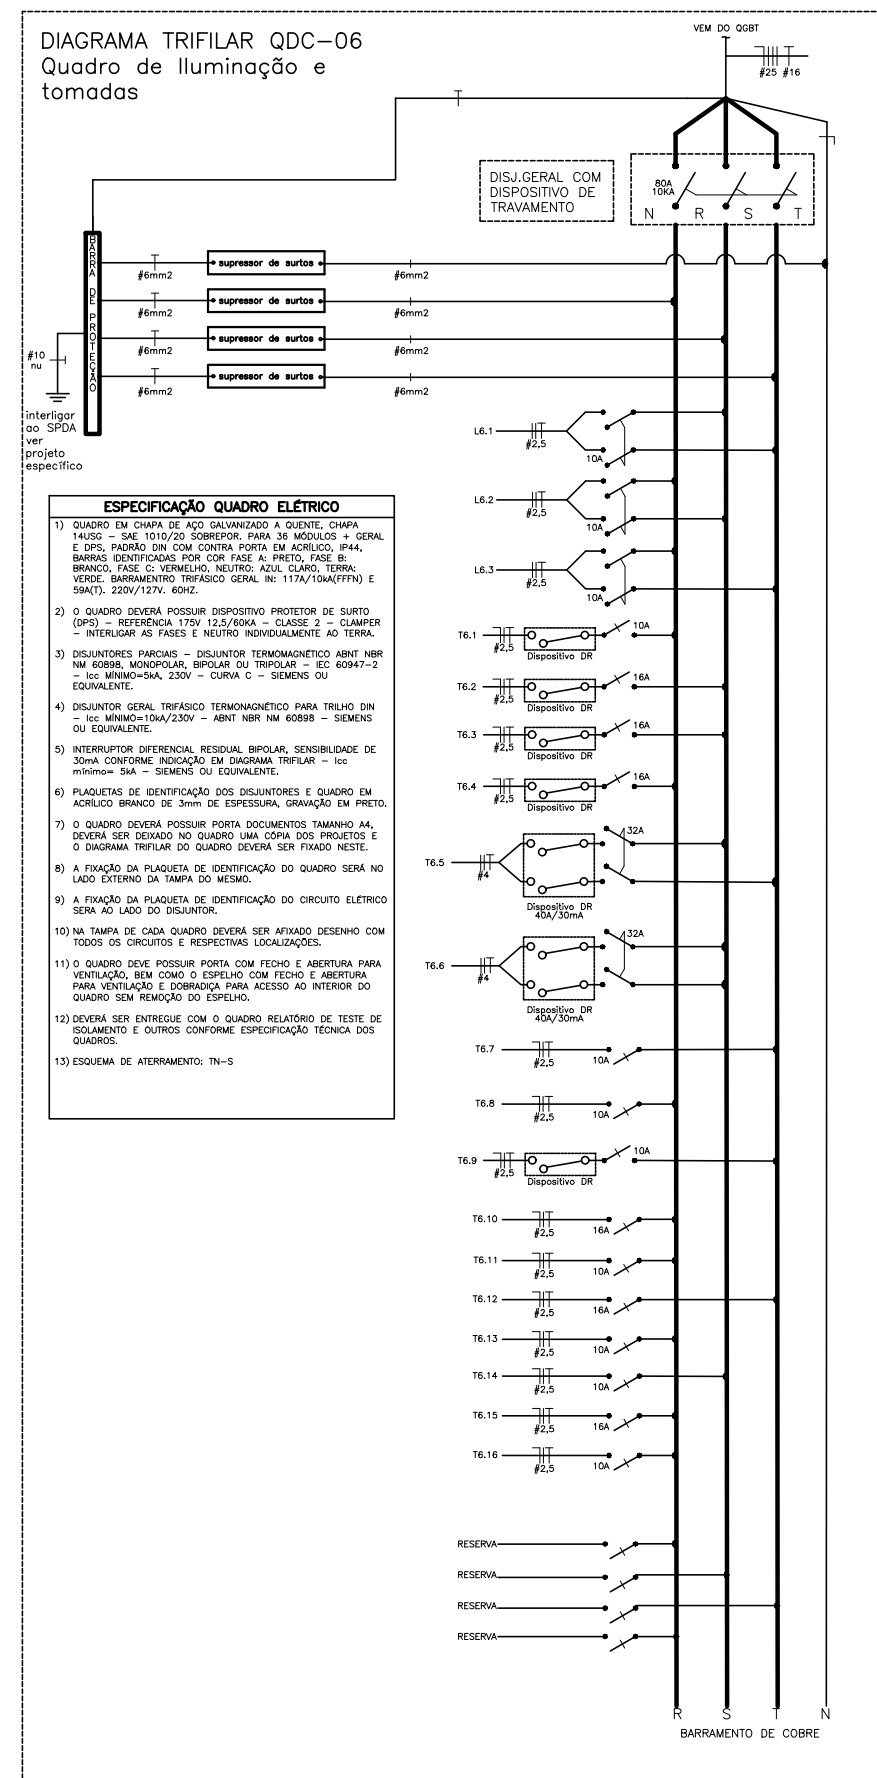 DIAGRAMA TRIFILAR QDC-06
Quadro de Iluminação e
tomadas
VEM DO QGBT
#25 #16
DISJ.GERAL COM
DISPOSITIVO DE
TRAVAMENTO
80A
10KA
N R S T
BARRA DE PROTEÇÃO
supressor de surtos
#6mm2 #6mm2
supressor de surtos
#6mm2 #6mm2
supressor de surtos
#6mm2 #6mm2
supressor de surtos
#6mm2 #6mm2
#10
nu
interligar
ao SPDA
ver
projeto
específico
L6.1
#2,5
10A
L6.2
#2,5
10A
L6.3
#2,5
10A
ESPECIFICAÇÃO QUADRO ELÉTRICO
1) QUADRO EM CHAPA DE AÇO GALVANIZADO A QUENTE, CHAPA
14USG – SAE 1010/20 SOBREPOR. PARA 36 MÓDULOS + GERAL
E DPS, PADRÃO DIN COM CONTRA PORTA EM ACRÍLICO, IP44,
BARRAS IDENTIFICADAS POR COR FASE A: PRETO, FASE B:
BRANCO, FASE C: VERMELHO, NEUTRO: AZUL CLARO, TERRA:
VERDE. BARRAMENTRO TRIFÁSICO GERAL IN: 117A/10kA(FFFN) E
59A(T). 220V/127V. 60HZ.
2) O QUADRO DEVERÁ POSSUIR DISPOSITIVO PROTETOR DE SURTO
(DPS) – REFERÊNCIA 175V 12,5/60KA – CLASSE 2 – CLAMPER
– INTERLIGAR AS FASES E NEUTRO INDIVIDUALMENTE AO TERRA.
3) DISJUNTORES PARCIAIS – DISJUNTOR TERMOMAGNÉTICO ABNT NBR
NM 60898, MONOPOLAR, BIPOLAR OU TRIPOLAR – IEC 60947-2
– Icc MÍNIMO=5kA, 230V – CURVA C – SIEMENS OU
EQUIVALENTE.
4) DISJUNTOR GERAL TRIFÁSICO TERMONAGNÉTICO PARA TRILHO DIN
– Icc MÍNIMO=10kA/230V – ABNT NBR NM 60898 – SIEMENS
OU EQUIVALENTE.
5) INTERRUPTOR DIFERENCIAL RESIDUAL BIPOLAR, SENSIBILIDADE DE
30mA CONFORME INDICAÇÃO EM DIAGRAMA TRIFILAR – Icc
mínimo= 5kA – SIEMENS OU EQUIVALENTE.
6) PLAQUETAS DE IDENTIFICAÇÃO DOS DISJUNTORES E QUADRO EM
ACRÍLICO BRANCO DE 3mm DE ESPESSURA, GRAVAÇÃO EM PRETO.
7) O QUADRO DEVERÁ POSSUIR PORTA DOCUMENTOS TAMANHO A4,
DEVERÁ SER DEIXADO NO QUADRO UMA CÓPIA DOS PROJETOS E
O DIAGRAMA TRIFILAR DO QUADRO DEVERÁ SER FIXADO NESTE.
8) A FIXAÇÃO DA PLAQUETA DE IDENTIFICAÇÃO DO QUADRO SERÁ NO
LADO EXTERNO DA TAMPA DO MESMO.
9) A FIXAÇÃO DA PLAQUETA DE IDENTIFICAÇÃO DO CIRCUITO ELÉTRICO
SERA AO LADO DO DISJUNTOR.
10) NA TAMPA DE CADA QUADRO DEVERÁ SER AFIXADO DESENHO COM
TODOS OS CIRCUITOS E RESPECTIVAS LOCALIZAÇÕES.
11) O QUADRO DEVE POSSUIR PORTA COM FECHO E ABERTURA PARA
VENTILAÇÃO, BEM COMO O ESPELHO COM FECHO E ABERTURA
PARA VENTILAÇÃO E DOBRADIÇA PARA ACESSO AO INTERIOR DO
QUADRO SEM REMOÇÃO DO ESPELHO.
12) DEVERÁ SER ENTREGUE COM O QUADRO RELATÓRIO DE TESTE DE
ISOLAMENTO E OUTROS CONFORME ESPECIFICAÇÃO TÉCNICA DOS
QUADROS.
13) ESQUEMA DE ATERRAMENTO: TN-S
T6.1
#2,5
10A
Dispositivo DR
T6.2
#2,5
16A
Dispositivo DR
T6.3
#2,5
16A
Dispositivo DR
T6.4
#2,5
16A
Dispositivo DR
T6.5
#4
32A
Dispositivo DR
40A/30mA
T6.6
#4
32A
Dispositivo DR
40A/30mA
T6.7
#2,5
10A
T6.8
#2,5
10A
T6.9
#2,5
10A
Dispositivo DR
T6.10
#2,5
16A
T6.11
#2,5
10A
T6.12
#2,5
16A
T6.13
#2,5
10A
T6.14
#2,5
10A
T6.15
#2,5
16A
T6.16
#2,5
10A
RESERVA
RESERVA
RESERVA
RESERVA
R S T N
BARRAMENTO DE COBRE